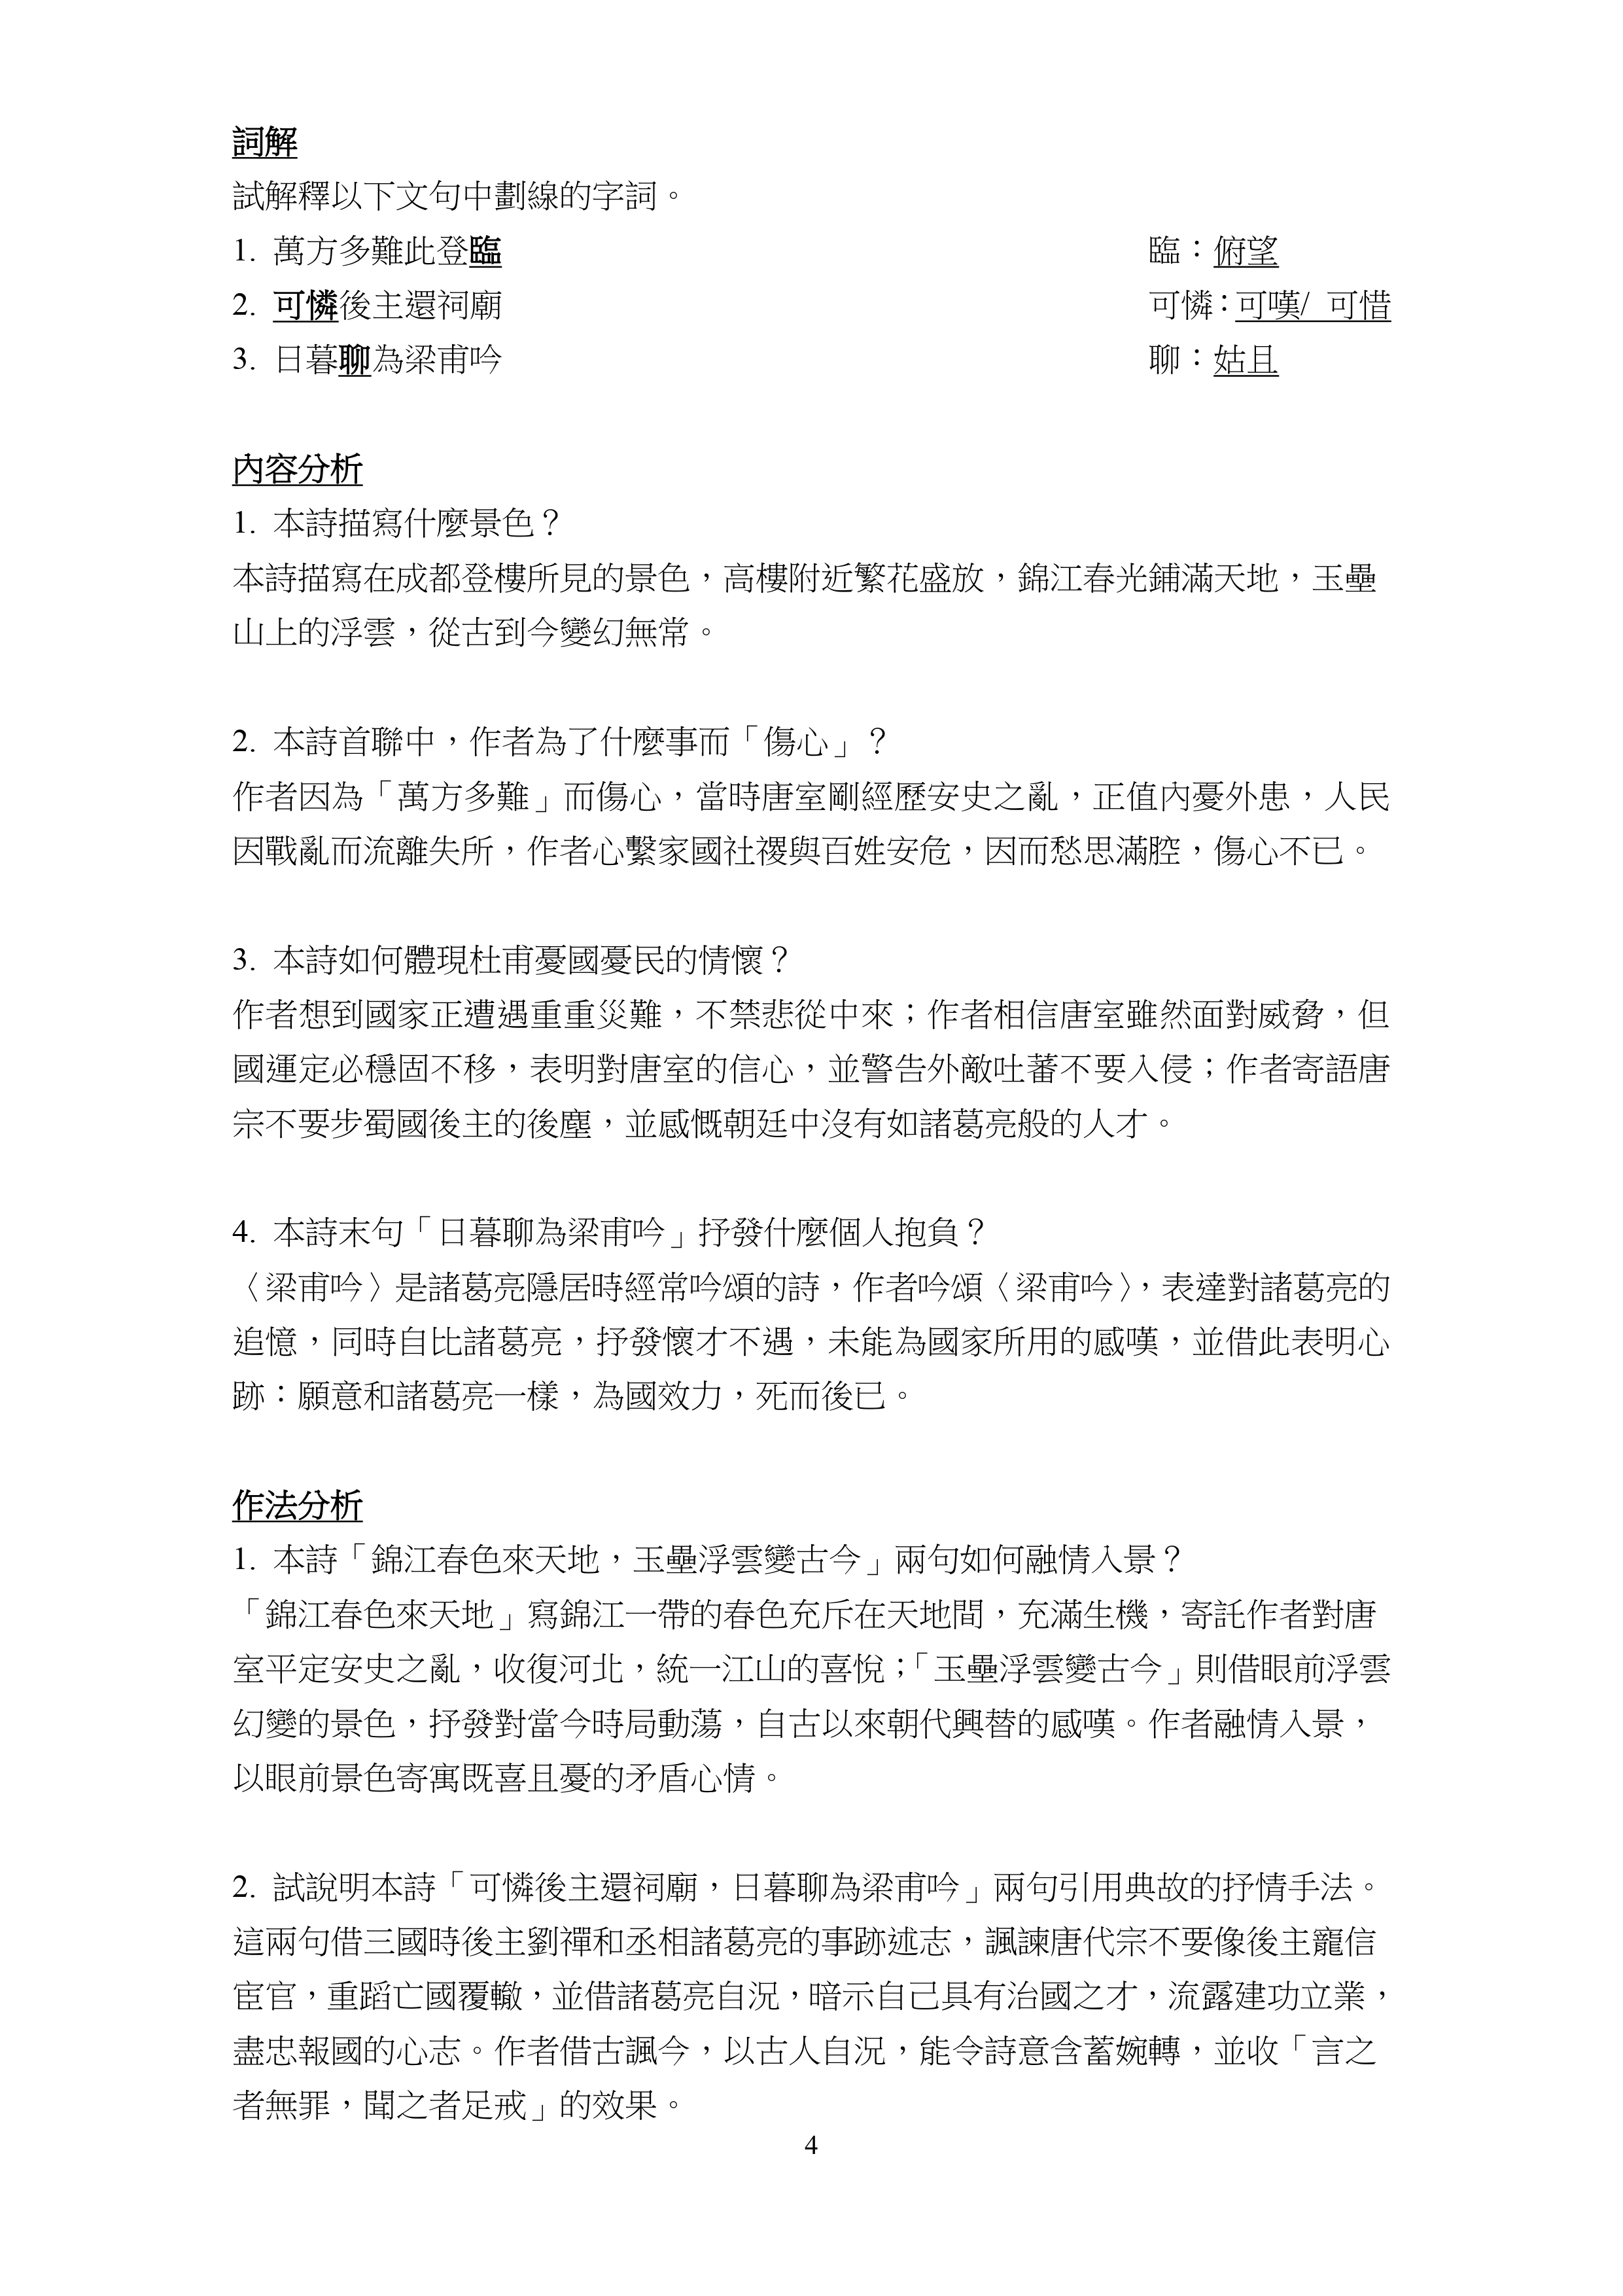 詞解
試解釋以下文句中劃線的字詞。
1. 萬方多難此登臨 臨：俯望
2. 可憐後主還祠廟 可憐：可嘆/ 可惜
3. 日暮聊為梁甫吟 聊：姑且
內容分析
1. 本詩描寫什麼景色？
本詩描寫在成都登樓所見的景色，高樓附近繁花盛放，錦江春光鋪滿天地，玉壘
山上的浮雲，從古到今變幻無常。
2. 本詩首聯中，作者為了什麼事而「傷心」？
作者因為「萬方多難」而傷心，當時唐室剛經歷安史之亂，正值內憂外患，人民
因戰亂而流離失所，作者心繫家國社禝與百姓安危，因而愁思滿腔，傷心不已。
3. 本詩如何體現杜甫憂國憂民的情懷？
作者想到國家正遭遇重重災難，不禁悲從中來；作者相信唐室雖然面對威脅，但
國運定必穩固不移，表明對唐室的信心，並警告外敵吐蕃不要入侵；作者寄語唐
宗不要步蜀國後主的後塵，並感慨朝廷中沒有如諸葛亮般的人才。
4. 本詩末句「日暮聊為梁甫吟」抒發什麼個人抱負？
〈梁甫吟〉是諸葛亮隱居時經常吟頌的詩，作者吟頌〈梁甫吟〉，表達對諸葛亮的
追憶，同時自比諸葛亮，抒發懷才不遇，未能為國家所用的感嘆，並借此表明心
跡：願意和諸葛亮一樣，為國效力，死而後已。
作法分析
1. 本詩「錦江春色來天地，玉壘浮雲變古今」兩句如何融情入景？
「錦江春色來天地」寫錦江一帶的春色充斥在天地間，充滿生機，寄託作者對唐
室平定安史之亂，收復河北，統一江山的喜悅；「玉壘浮雲變古今」則借眼前浮雲
幻變的景色，抒發對當今時局動蕩，自古以來朝代興替的感嘆。作者融情入景，
以眼前景色寄寓既喜且憂的矛盾心情。
2. 試說明本詩「可憐後主還祠廟，日暮聊為梁甫吟」兩句引用典故的抒情手法。
這兩句借三國時後主劉禪和丞相諸葛亮的事跡述志，諷諫唐代宗不要像後主寵信
宦官，重蹈亡國覆轍，並借諸葛亮自況，暗示自己具有治國之才，流露建功立業，
盡忠報國的心志。作者借古諷今，以古人自況，能令詩意含蓄婉轉，並收「言之
者無罪，聞之者足戒」的效果。
4